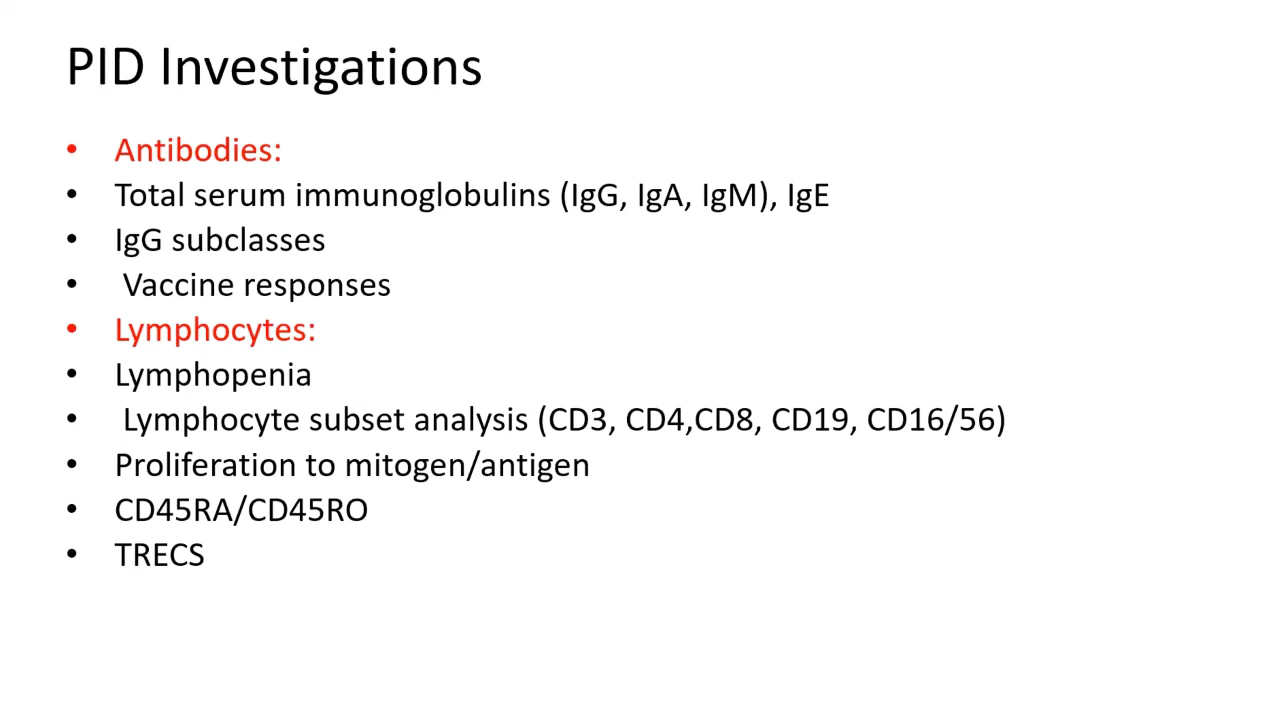 PID Investigations
• Antibodies:
• Total serum immunoglobulins (IgG, IgA, IgM), IgE
• IgG subclasses
• Vaccine responses
• Lymphocytes:
• Lymphopenia
• Lymphocyte subset analysis (CD3, CD4,CD8, CD19, CD16/56)
• Proliferation to mitogen/antigen
• CD45RA/CD45RO
• TRECS